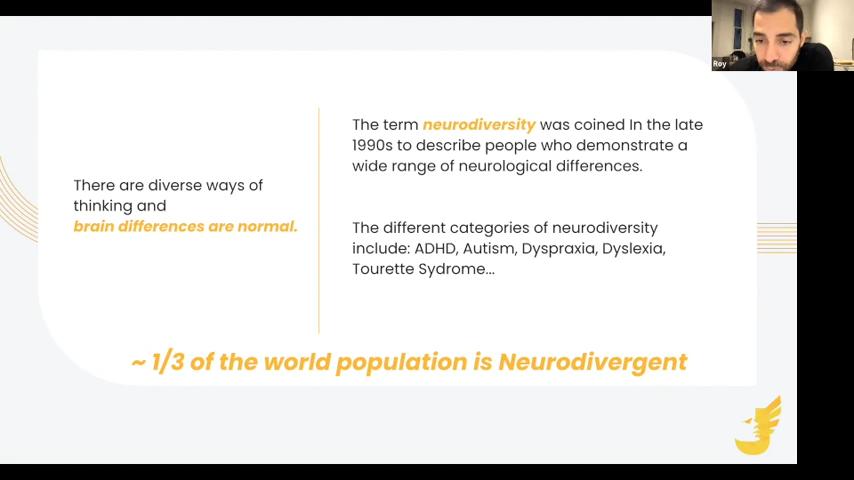 Roy
There are diverse ways of
thinking and
brain differences are normal.
The term neurodiversity was coined In the late
1990s to describe people who demonstrate a
wide range of neurological differences.
The different categories of neurodiversity
include: ADHD, Autism, Dyspraxia, Dyslexia,
Tourette Sydrome...
~ 1/3 of the world population is Neurodivergent